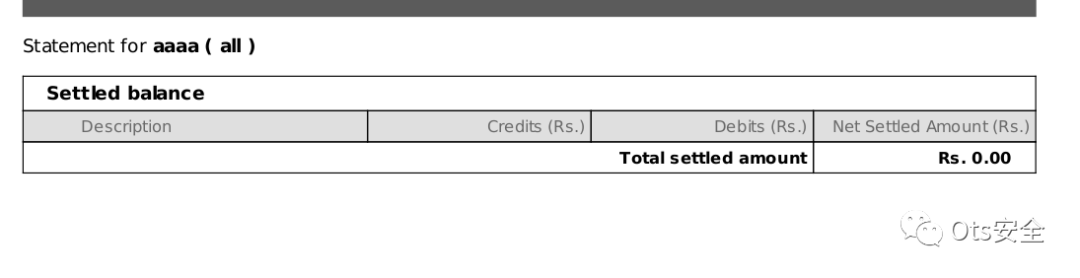 Statement for aaaa ( all )
Settled balance
Description Credits (Rs.) Debits (Rs.) Net Settled Amount (Rs.)
Total settled amount Rs. 0.00
Ots安全